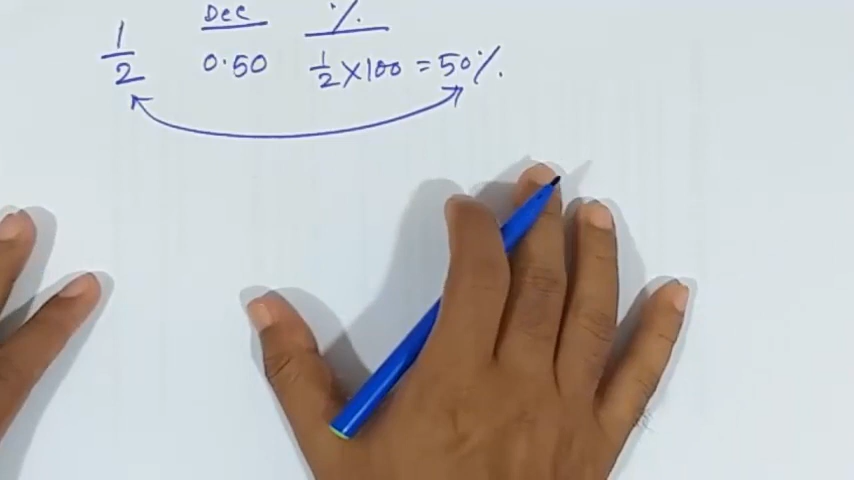 Dec %
1/2 0.50 1/2 × 100 = 50%.